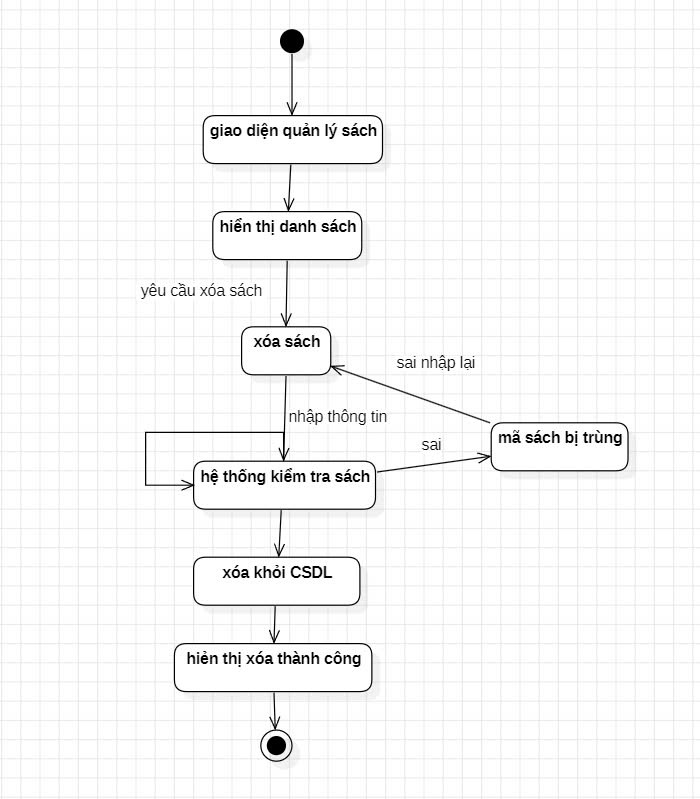 giao diện quản lý sách
hiển thị danh sách
yêu cầu xóa sách
xóa sách
sai nhập lại
nhập thông tin
mã sách bị trùng
sai
hệ thống kiểm tra sách
xóa khỏi CSDL
hiẻn thị xóa thành công